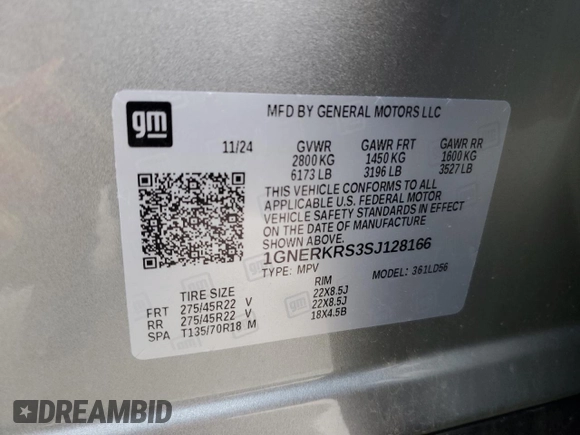 gm
MFD BY GENERAL MOTORS LLC
11/24 GVWR GAWR FRT GAWR RR
2800 KG 1450 KG 1600 KG
6173 LB 3196 LB 3527 LB
THIS VEHICLE CONFORMS TO ALL
APPLICABLE U.S. FEDERAL MOTOR
VEHICLE SAFETY STANDARDS IN EFFECT
ON THE DATE OF MANUFACTURE
SHOWN ABOVE.
1GNERKRS3SJ128166
TYPE: MPV MODEL: 361LD56
TIRE SIZE RIM
FRT 275/45R22 V 22X8.5J
RR 275/45R22 V 22X8.5J
SPA T135/70R18 M 18X4.5B
DREAMBID